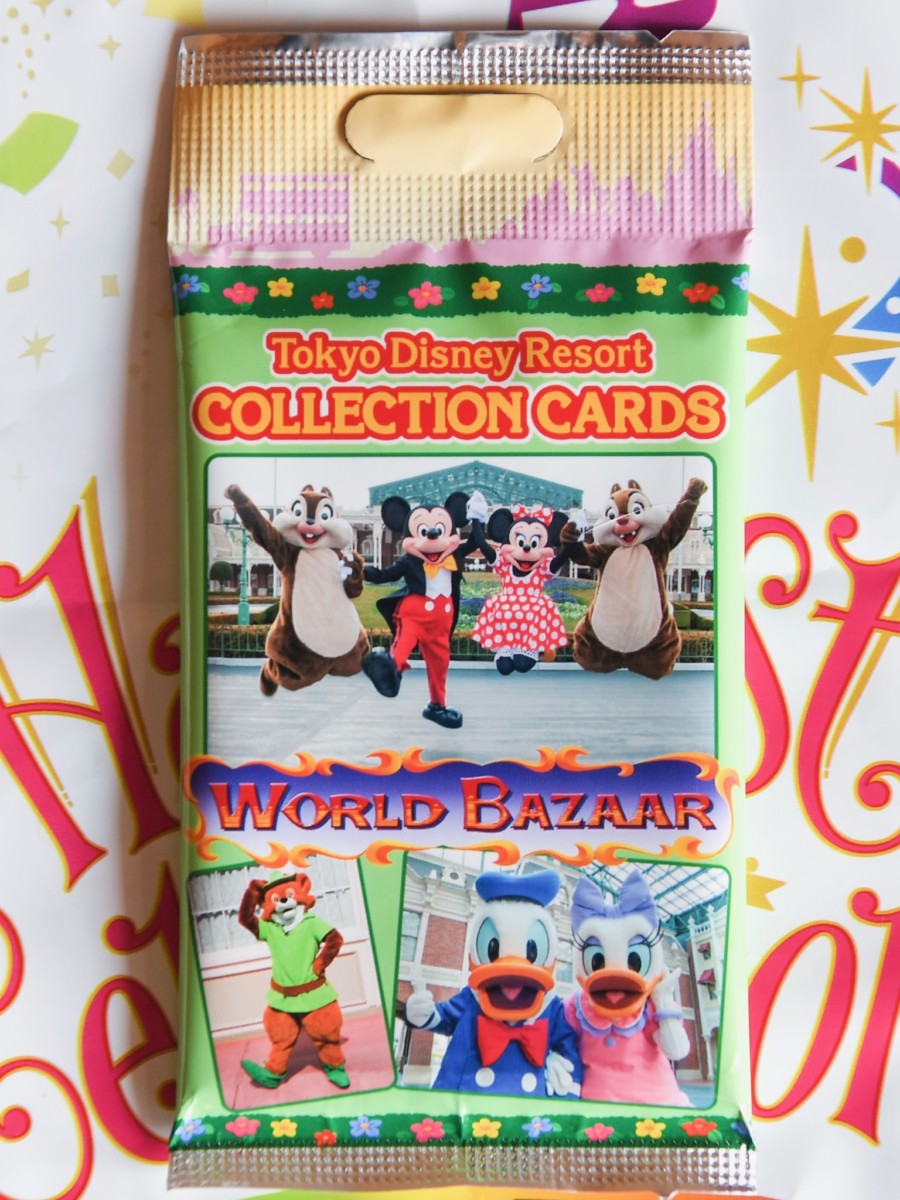 Tokyo Disney Resort
COLLECTION CARDS
WORLD BAZAAR